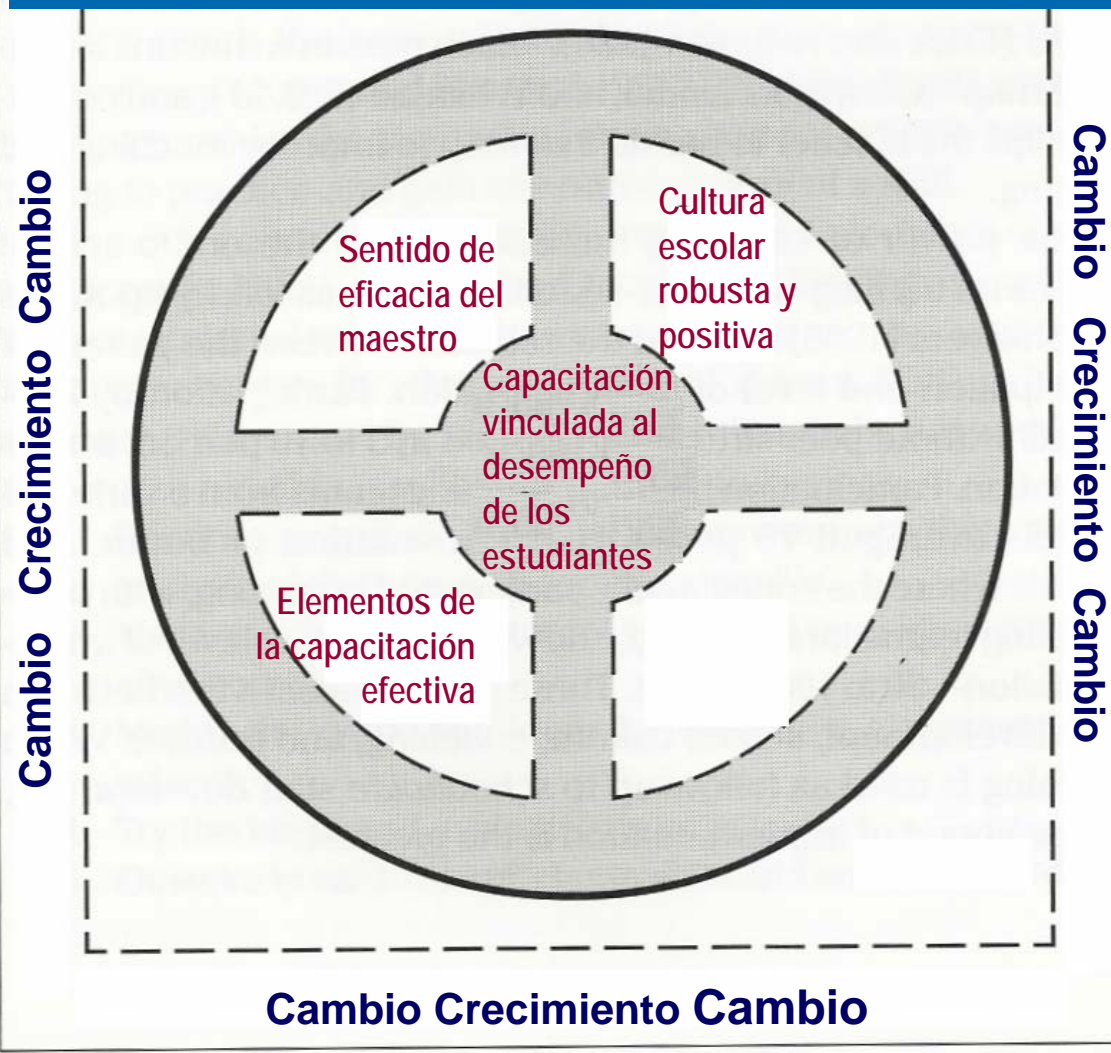 Sentido de
eficacia del
maestro
Cultura
escolar
robusta y
positiva
Capacitación
vinculada al
desempeño
de los
estudiantes
Elementos de
la capacitación
efectiva
Cambio Crecimiento Cambio
Cambio Crecimiento Cambio
Cambio Crecimiento Cambio